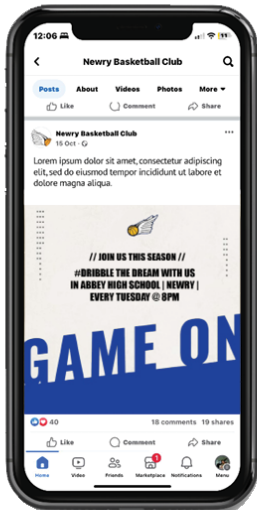 12:06
Newry Basketball Club
Posts About Videos Photos More
Like Comment Share
Newry Basketball Club
15 Oct
Lorem ipsum dolor sit amet, consectetur adipiscing
elit, sed do eiusmod tempor incididunt ut labore et
dolore magna aliqua.
// JOIN US THIS SEASON //
#DRIBBLE THE DREAM WITH US
IN ABBEY HIGH SCHOOL | NEWRY |
EVERY TUESDAY @ 8PM
GAME ON
40 18 comments 19 shares
Like Comment Share
1
Home Video Friends Marketplace Notifications Menu